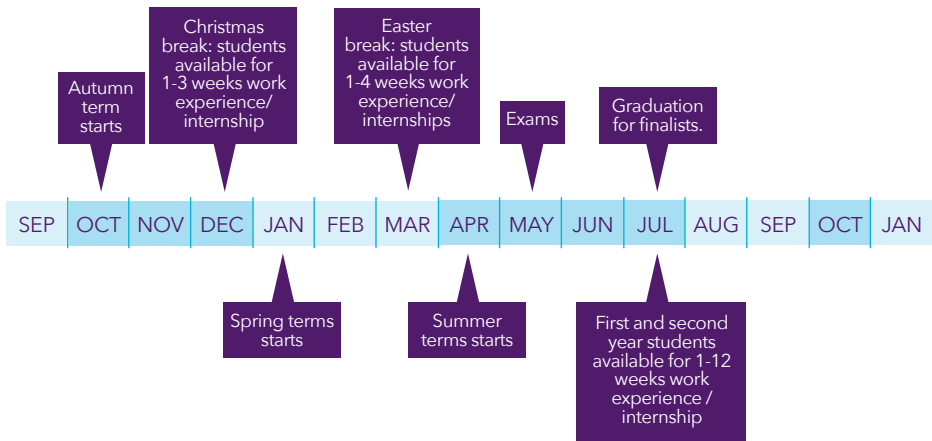 Christmas
break: students
available for
1-3 weeks work
experience/
internship
Easter
break: students
available for
1-4 weeks work
experience/
internships
Autumn
term
starts
Exams
Graduation
for finalists.
SEP OCT NOV DEC JAN FEB MAR APR MAY JUN JUL AUG SEP OCT JAN
Spring terms
starts
Summer
terms starts
First and second
year students
available for 1-12
weeks work
experience /
internship